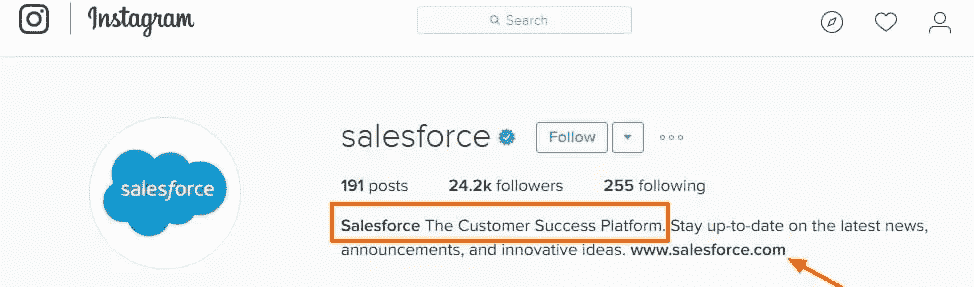 Instagram
Search
salesforce
salesforce Follow
191 posts 24.2k followers 255 following
Salesforce The Customer Success Platform. Stay up-to-date on the latest news,
announcements, and innovative ideas. www.salesforce.com